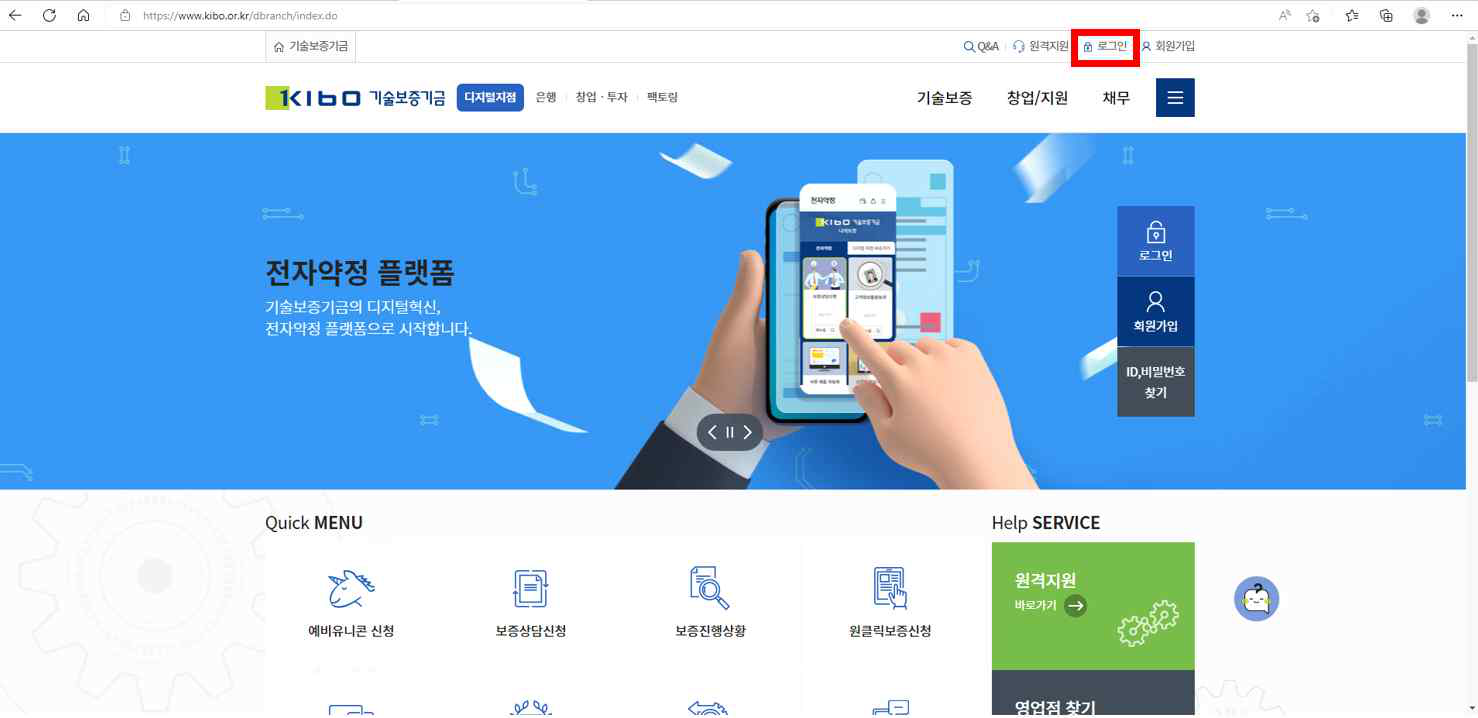 https://www.kibo.or.kr/dbranch/index.do
기술보증기금
Q&A
원격지원
로그인
회원가입
KIBO 기술보증기금
디지털지점
은행
창업·투자
팩토링
기술보증
창업/지원
채무
전자약정
KIBO 기술보증기금
전자약정
전자약정 플랫폼
기술보증기금의 디지털혁신,
전자약정 플랫폼으로 시작합니다.
로그인
회원가입
ID,비밀번호
찾기
Quick MENU
예비유니콘 신청
보증상담신청
보증진행상황
원클릭보증신청
Help SERVICE
원격지원
바로가기
영업점 찾기